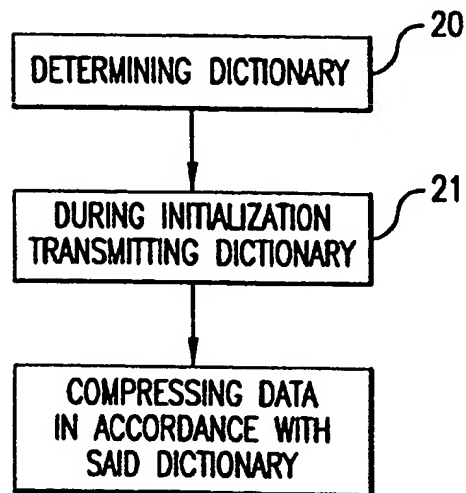 20
DETERMINING DICTIONARY
21
DURING INITIALIZATION
TRANSMITTING DICTIONARY
COMPRESSING DATA
IN ACCORDANCE WITH
SAID DICTIONARY